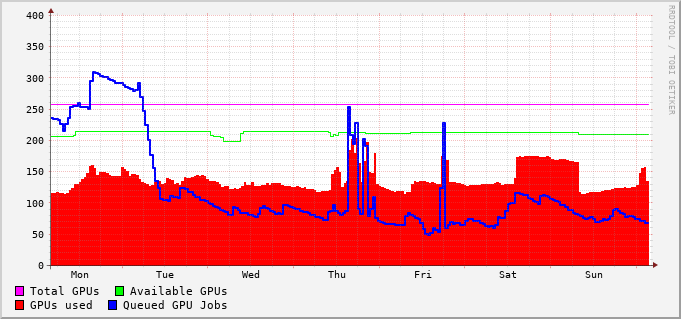 400
350
300
250
200
150
100
50
0
Mon Tue Wed Thu Fri Sat Sun
Total GPUs Available GPUs
GPUs used Queued GPU Jobs
RRDTOOL / TOBI OETIKER